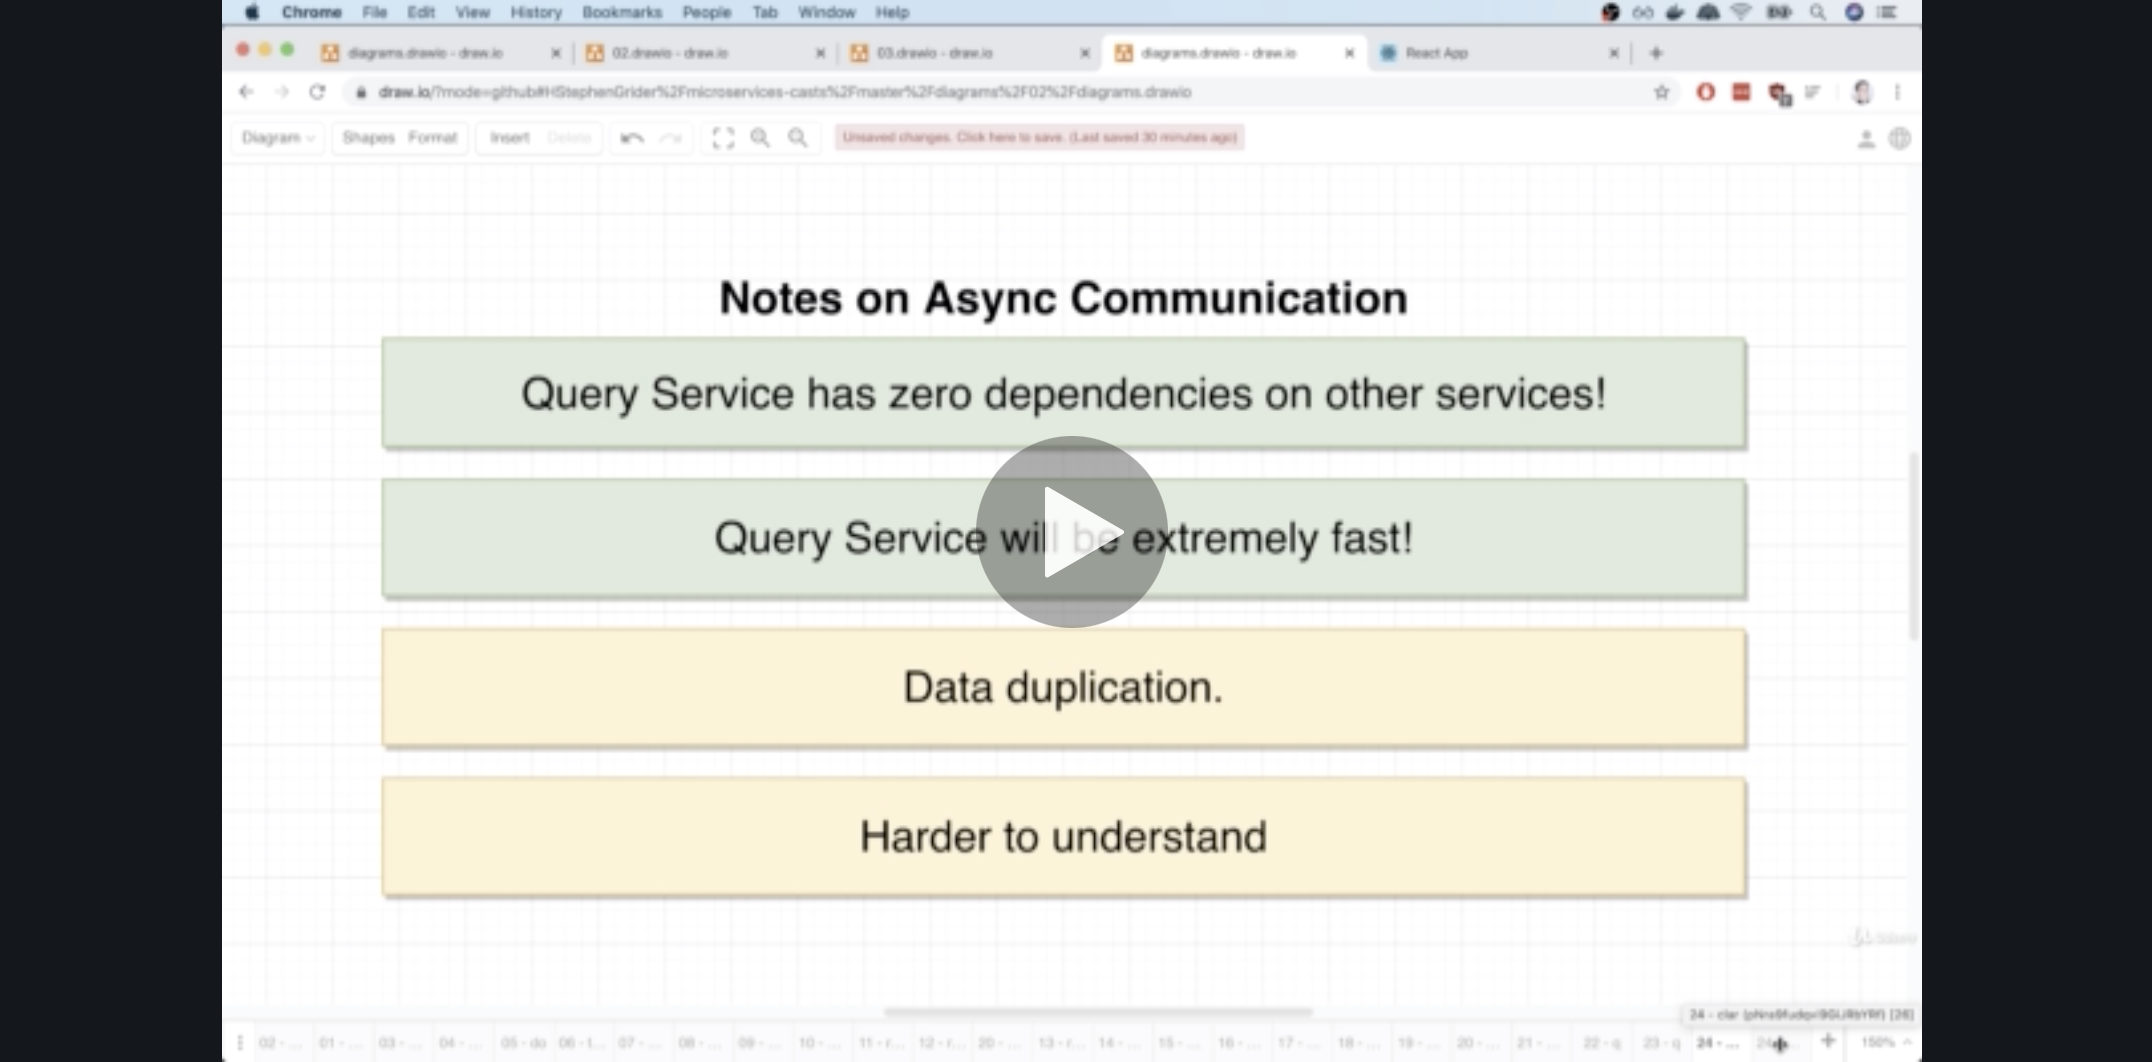 Chrome File Edit View History Bookmarks People Tab Window Help
diagrams.drawio - draw.io 02.drawio - draw.io 03.drawio - draw.io diagrams.drawio - draw.io React App
draw.io/?mode=github#HStephenGrider%2Fmicroservices-casts%2Fmaster%2Fdiagrams%2F02%2Fdiagrams.drawio
Diagram Shapes Format Insert Delete Unsaved changes. Click here to save. (Last saved 30 minutes ago)
Notes on Async Communication
Query Service has zero dependencies on other services!
Query Service will be extremely fast!
Data duplication.
Harder to understand
24 - clar [26]
02 - ... 01 - ... 03 - ... 04 - ... 05 - do 06 - t... 07 - ... 08 - ... 09 - ... 10 - ... 11 - r... 12 - r... 20 - ... 13 - r... 14 - ... 15 - ... 16 - ... 17 - ... 18 - ... 19 - ... 20 - ... 21 - ... 22 - q 23 - q 24 - ... 150%